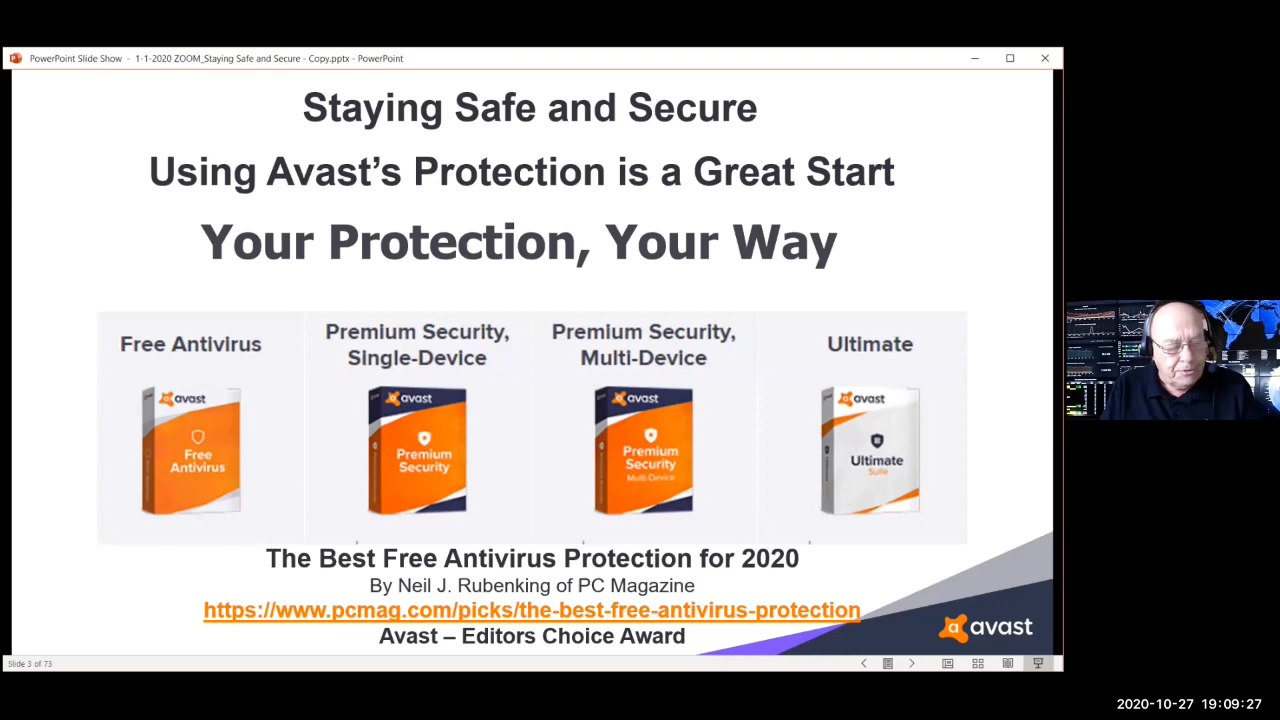 PowerPoint Slide Show - 1-1-2020 ZOOM_Staying Safe and Secure - Copy.pptx - PowerPoint
Staying Safe and Secure
Using Avast's Protection is a Great Start
Your Protection, Your Way
Free Antivirus
Premium Security,
Single-Device
Premium Security,
Multi-Device
Ultimate
avast
Free
Antivirus
avast
Premium
Security
avast
Premium
Security
Multi-Device
avast
Ultimate
Suite
The Best Free Antivirus Protection for 2020
By Neil J. Rubenking of PC Magazine
https://www.pcmag.com/picks/the-best-free-antivirus-protection
Avast – Editors Choice Award
avast
Slide 3 of 73
2020-10-27 19:09:27